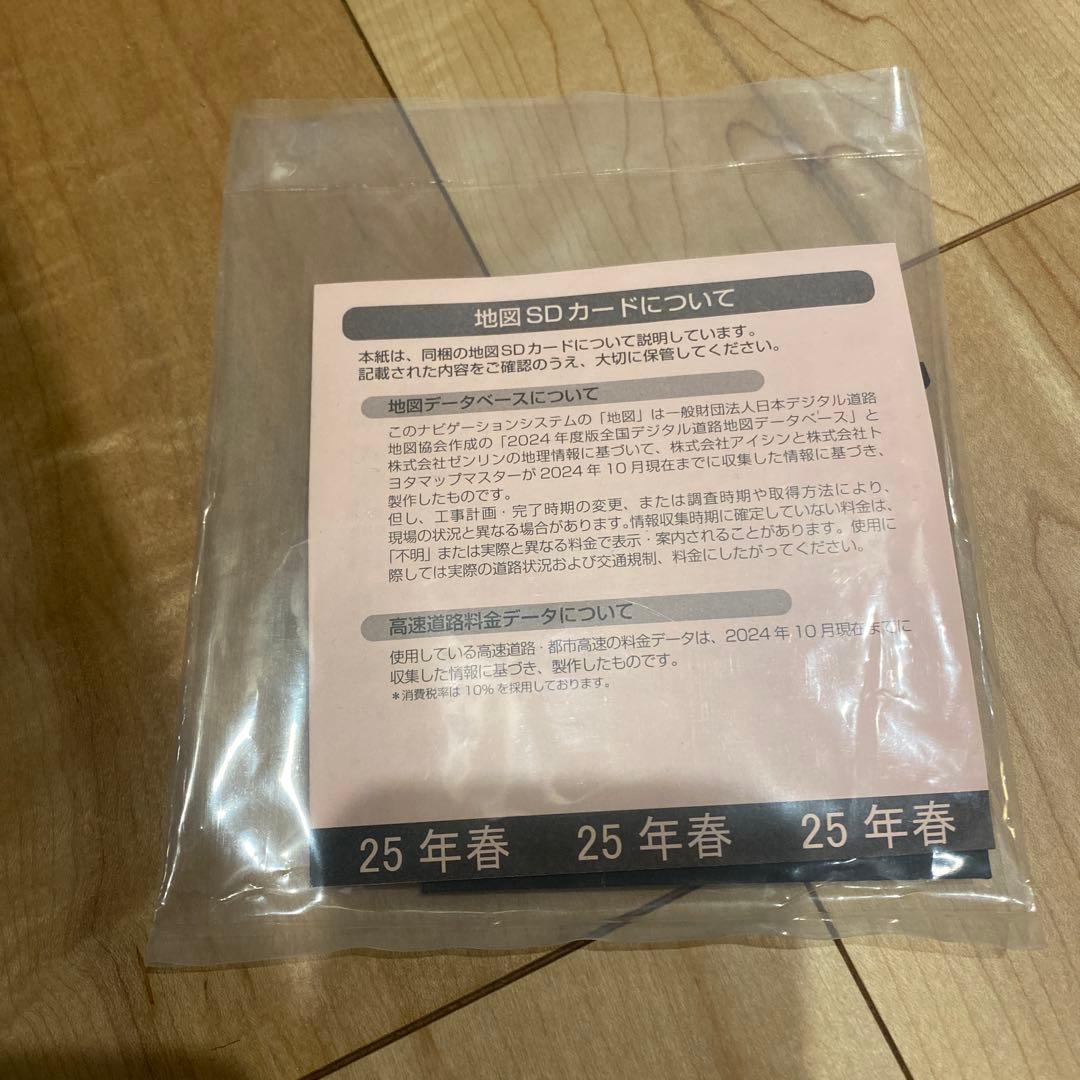 地図SDカードについて
本紙は、同梱の地図SDカードについて説明しています。
記載された内容をご確認のうえ、大切に保管してください。
地図データベースについて
このナビゲーションシステムの「地図」は一般財団法人日本デジタル道路
地図協会作成の「2024年度版全国デジタル道路地図データベース」と
株式会社ゼンリンの地理情報に基づいて、株式会社アイシンと株式会社ト
ヨタマップマスターが2024年10月現在までに収集した情報に基づき、
製作したものです。
但し、工事計画・完了時期の変更、または調査時期や取得方法により、
現場の状況と異なる場合があります。情報収集時期に確定していない料金は、
「不明」または実際と異なる料金で表示・案内されることがあります。使用に
際しては実際の道路状況および交通規制、料金にしたがってください。
高速道路料金データについて
使用している高速道路・都市高速の料金データは、2024年10月現在までに
収集した情報に基づき、製作したものです。
＊消費税率は10%を採用しております。
25年春 25年春 25年春